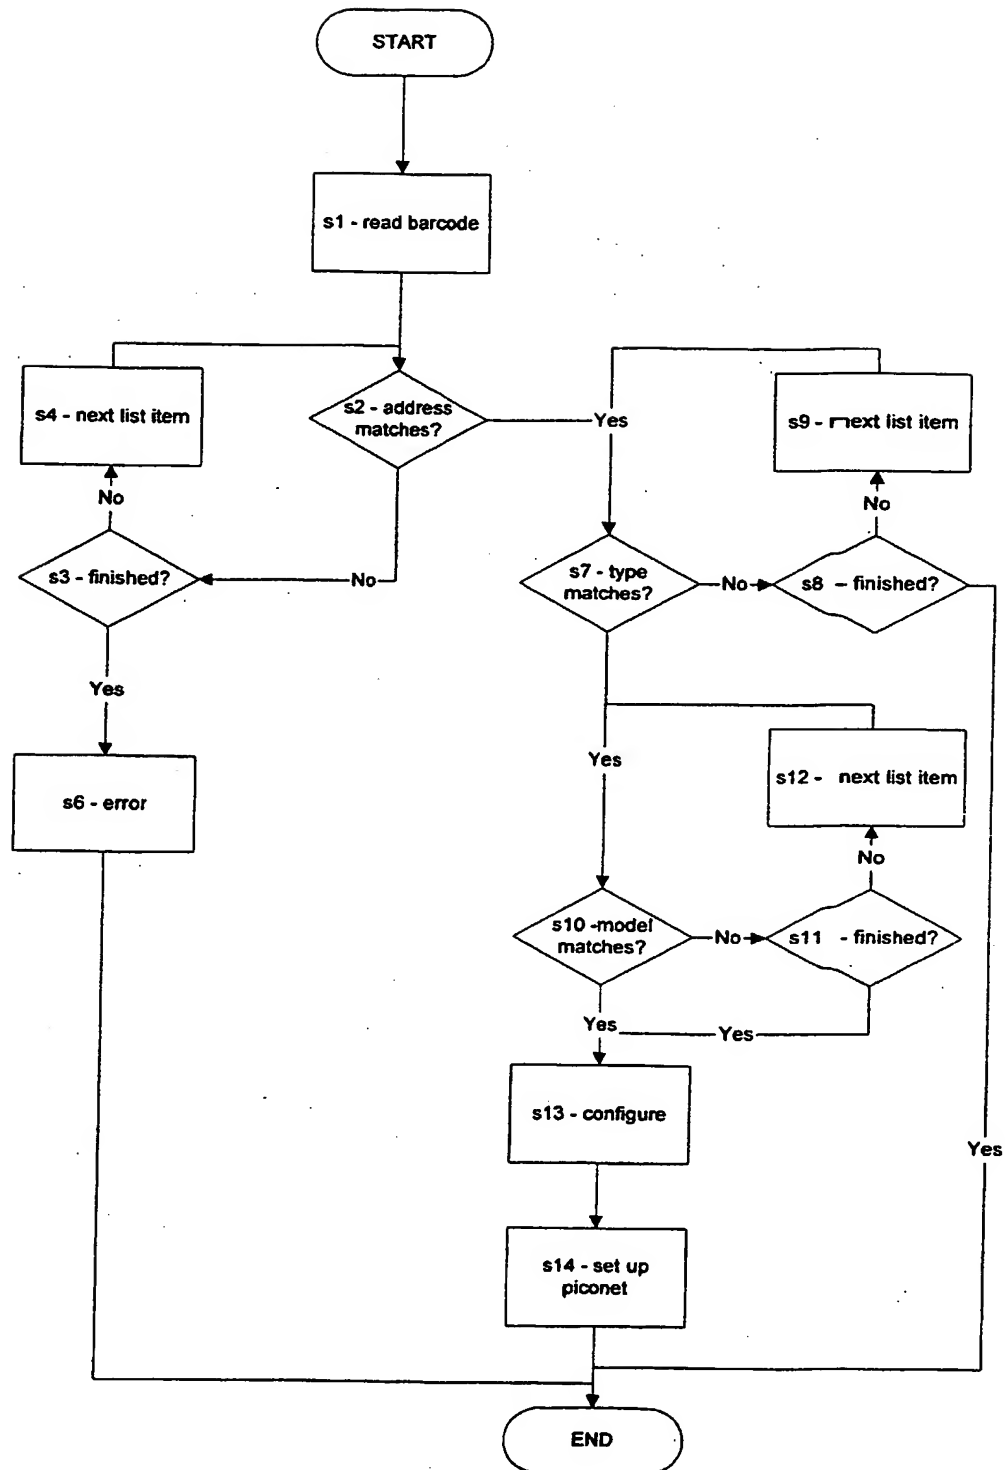 START
s1 - read barcode
s4 - next list item
s2 - address
matches?
Yes
s9 - next list item
No
No
s3 - finished?
No
s7 - type
matches?
No
s8 - finished?
Yes
Yes
s12 - next list item
s6 - error
No
s10 -model
matches?
No
s11 - finished?
Yes
Yes
s13 - configure
Yes
s14 - set up
piconet
END